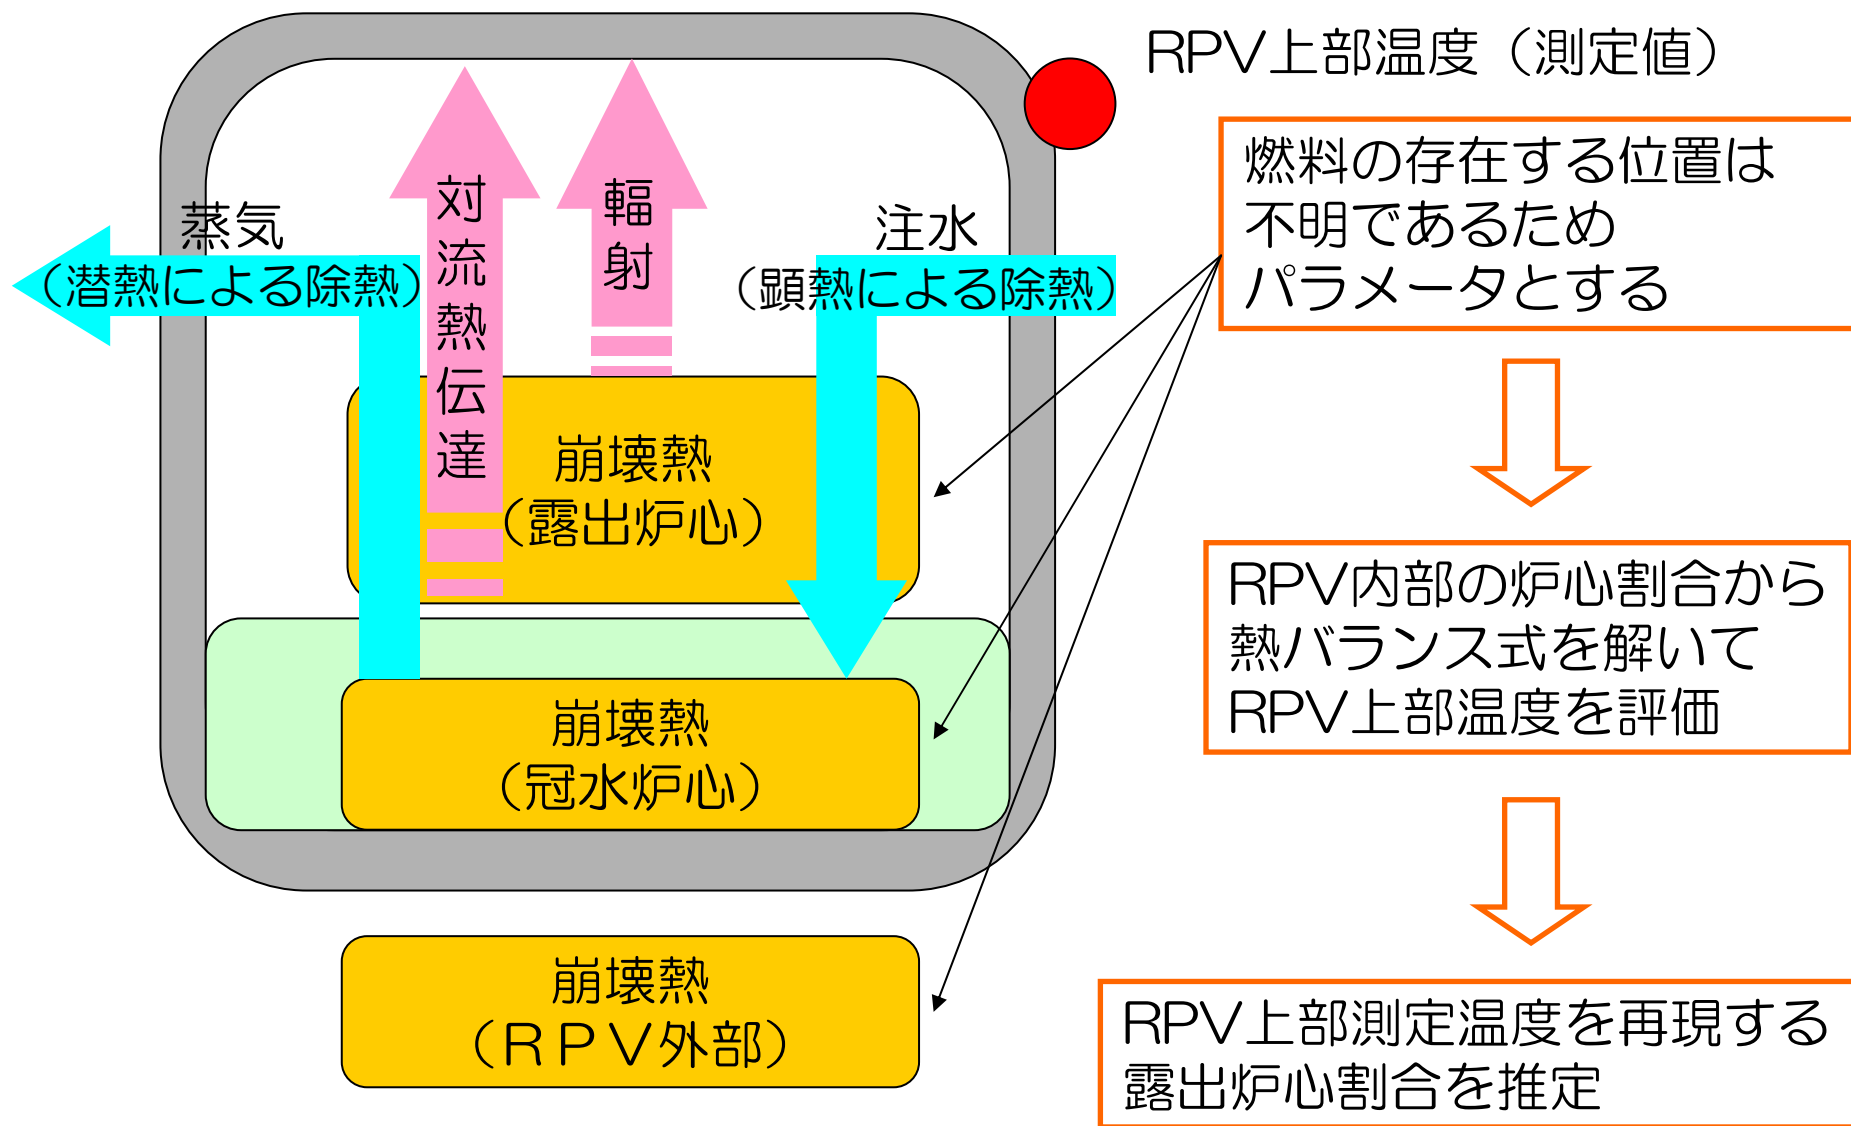 RPV上部温度（測定値）
燃料の存在する位置は
不明であるため
パラメータとする
蒸気
（潜熱による除熱）
対流熱伝達
輻射
注水
（顕熱による除熱）
崩壊熱
（露出炉心）
崩壊熱
（冠水炉心）
崩壊熱
（ＲＰＶ外部）
RPV内部の炉心割合から
熱バランス式を解いて
RPV上部温度を評価
RPV上部測定温度を再現する
露出炉心割合を推定